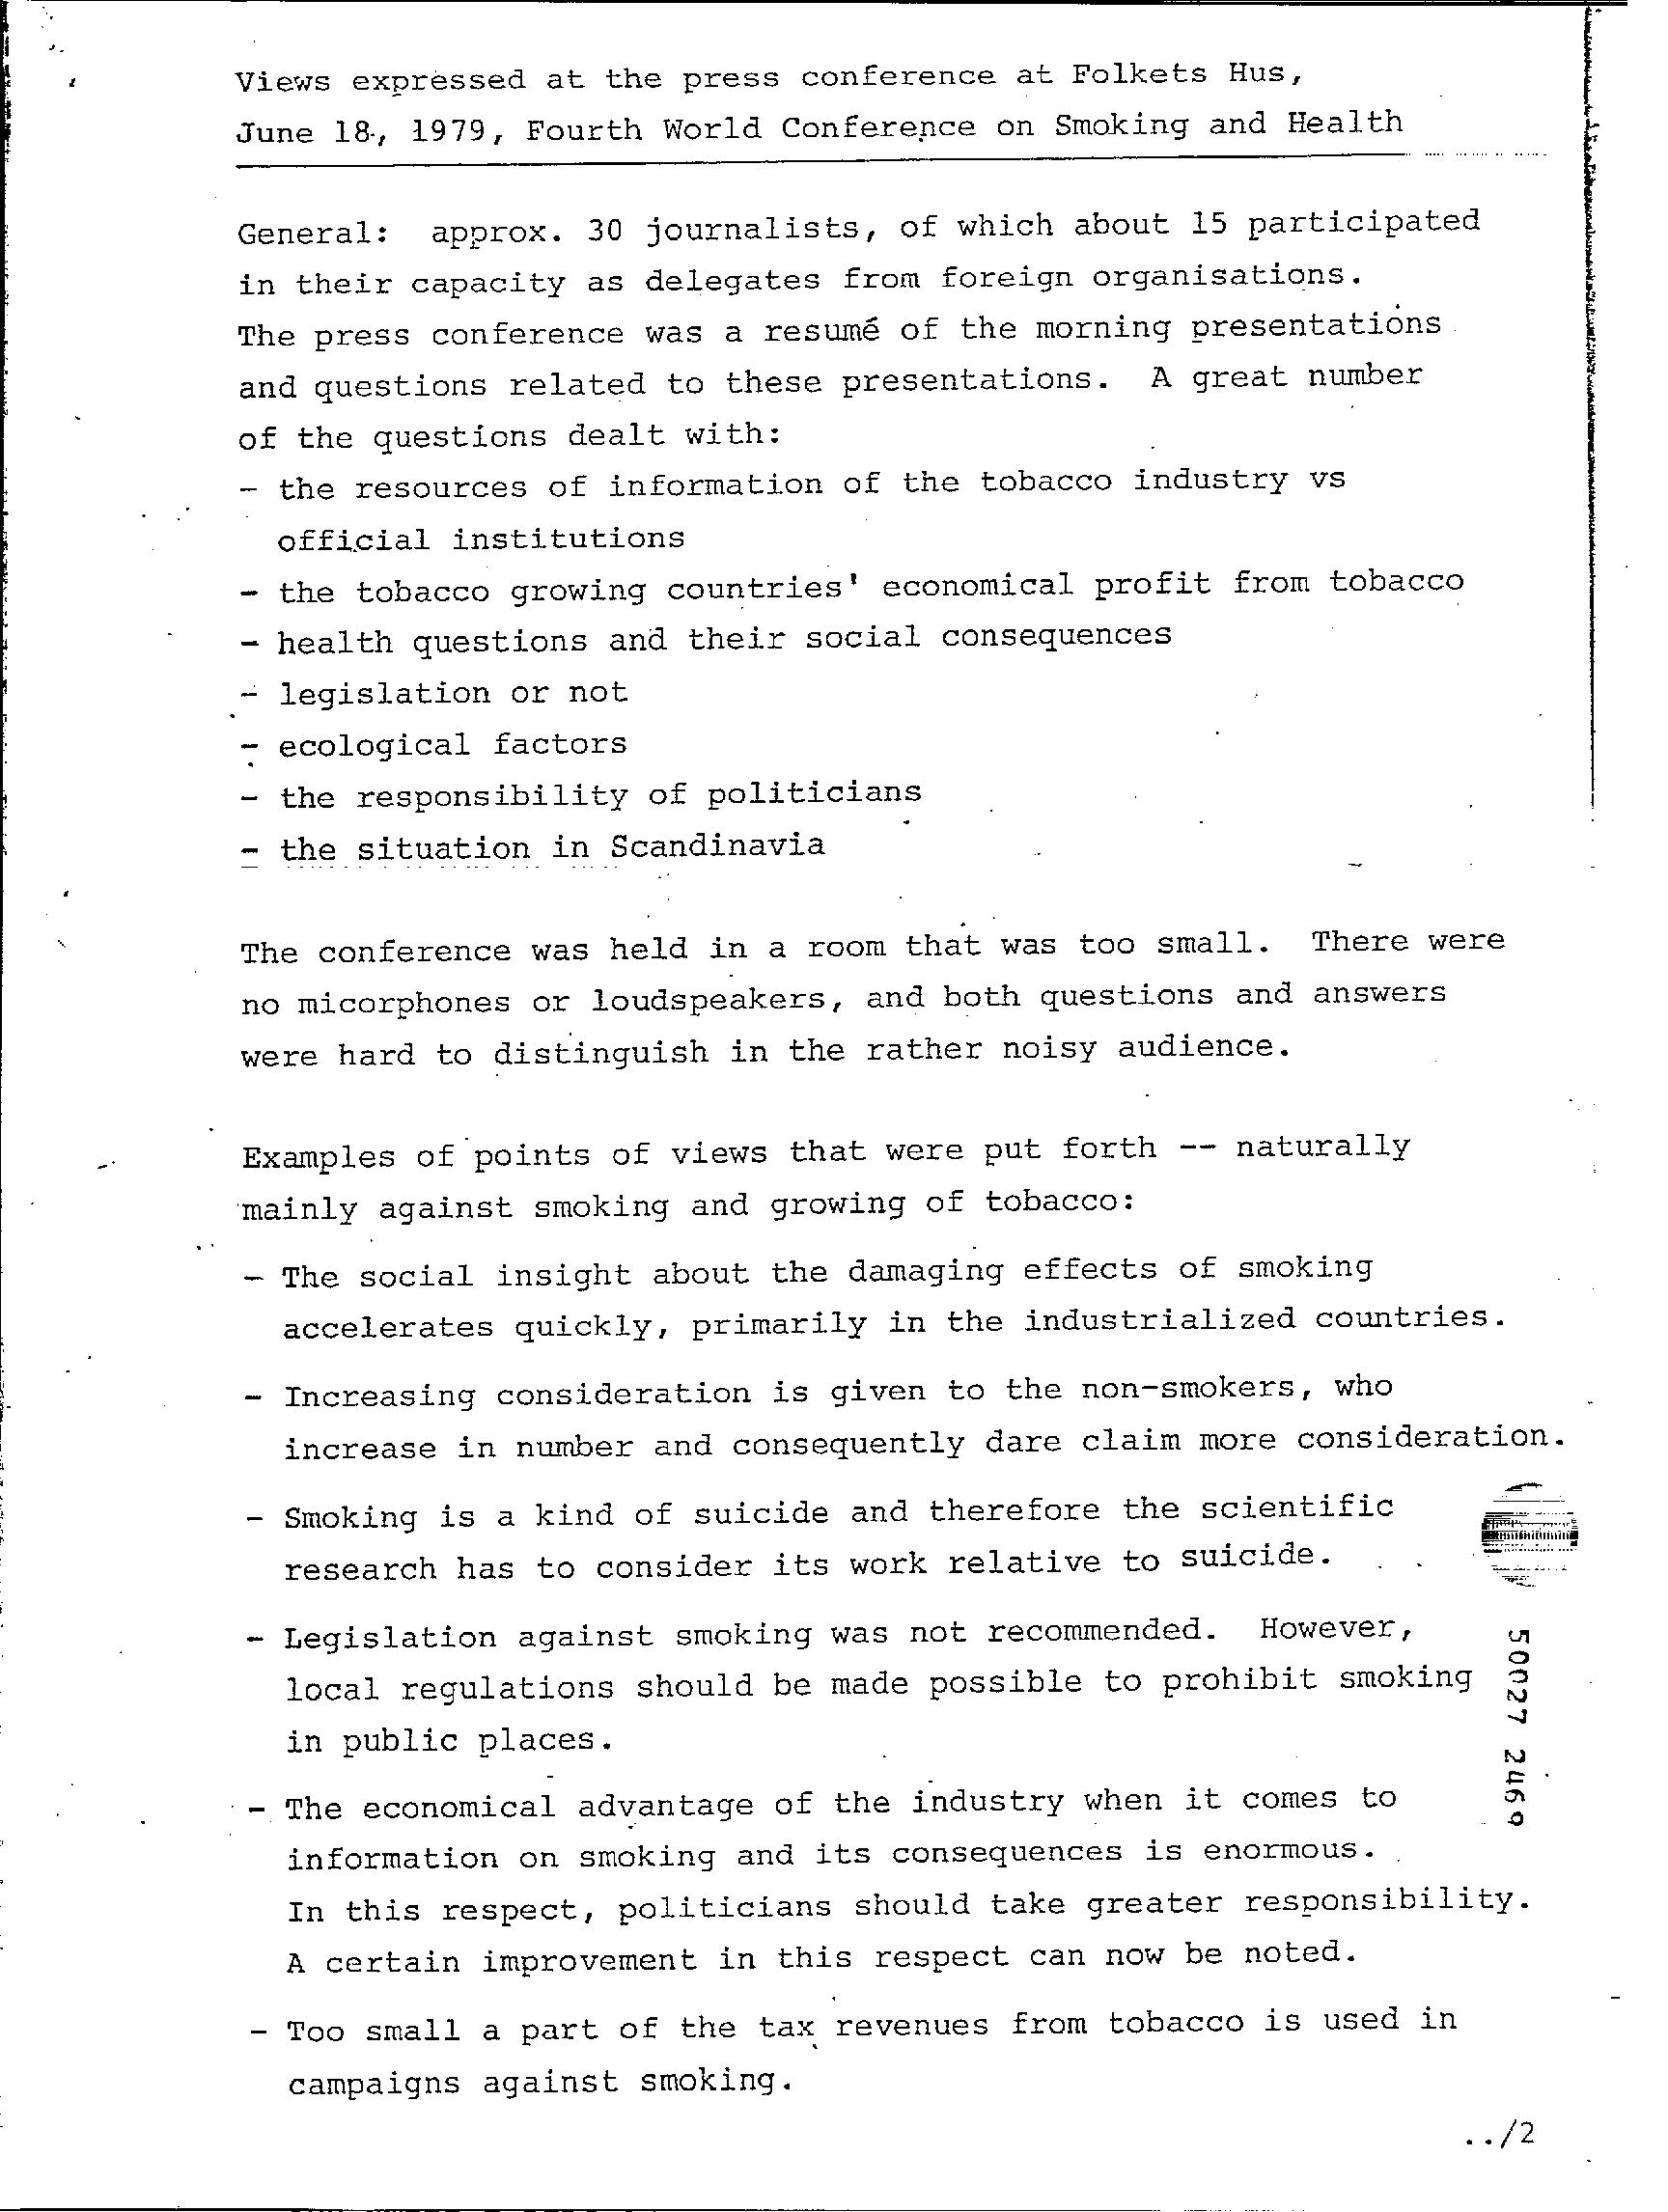 Views expressed at the press conference at Folkets Hus,
June 18, 1979, Fourth World Conference on Smoking and Health
General: approx. 30 journalists, of which about 15 participated
in their capacity as delegates from foreign organisations.
The press conference was a resumé of the morning presentations
and questions related to these presentations. A great number
of the questions dealt with:
- the resources of information of the tobacco industry vs
official institutions
- the tobacco growing countries' economical profit from tobacco
- health questions and their social consequences
- legislation or not
- ecological factors
- the responsibility of politicians
- the situation in Scandinavia
The conference was held in a room that was too small. There were
no micorphones or loudspeakers, and both questions and answers
were hard to distinguish in the rather noisy audience.
Examples of points of views that were put forth -- naturally
mainly against smoking and growing of tobacco:
- The social insight about the damaging effects of smoking
accelerates quickly, primarily in the industrialized countries.
- Increasing consideration is given to the non-smokers, who
increase in number and consequently dare claim more consideration.
- Smoking is a kind of suicide and therefore the scientific
research has to consider its work relative to suicide.
- Legislation against smoking was not recommended. However,
local regulations should be made possible to prohibit smoking
in public places.
- The economical advantage of the industry when it comes to
information on smoking and its consequences is enormous.
In this respect, politicians should take greater responsibility.
A certain improvement in this respect can now be noted.
- Too small a part of the tax revenues from tobacco is used in
campaigns against smoking.
../2
50027 2469